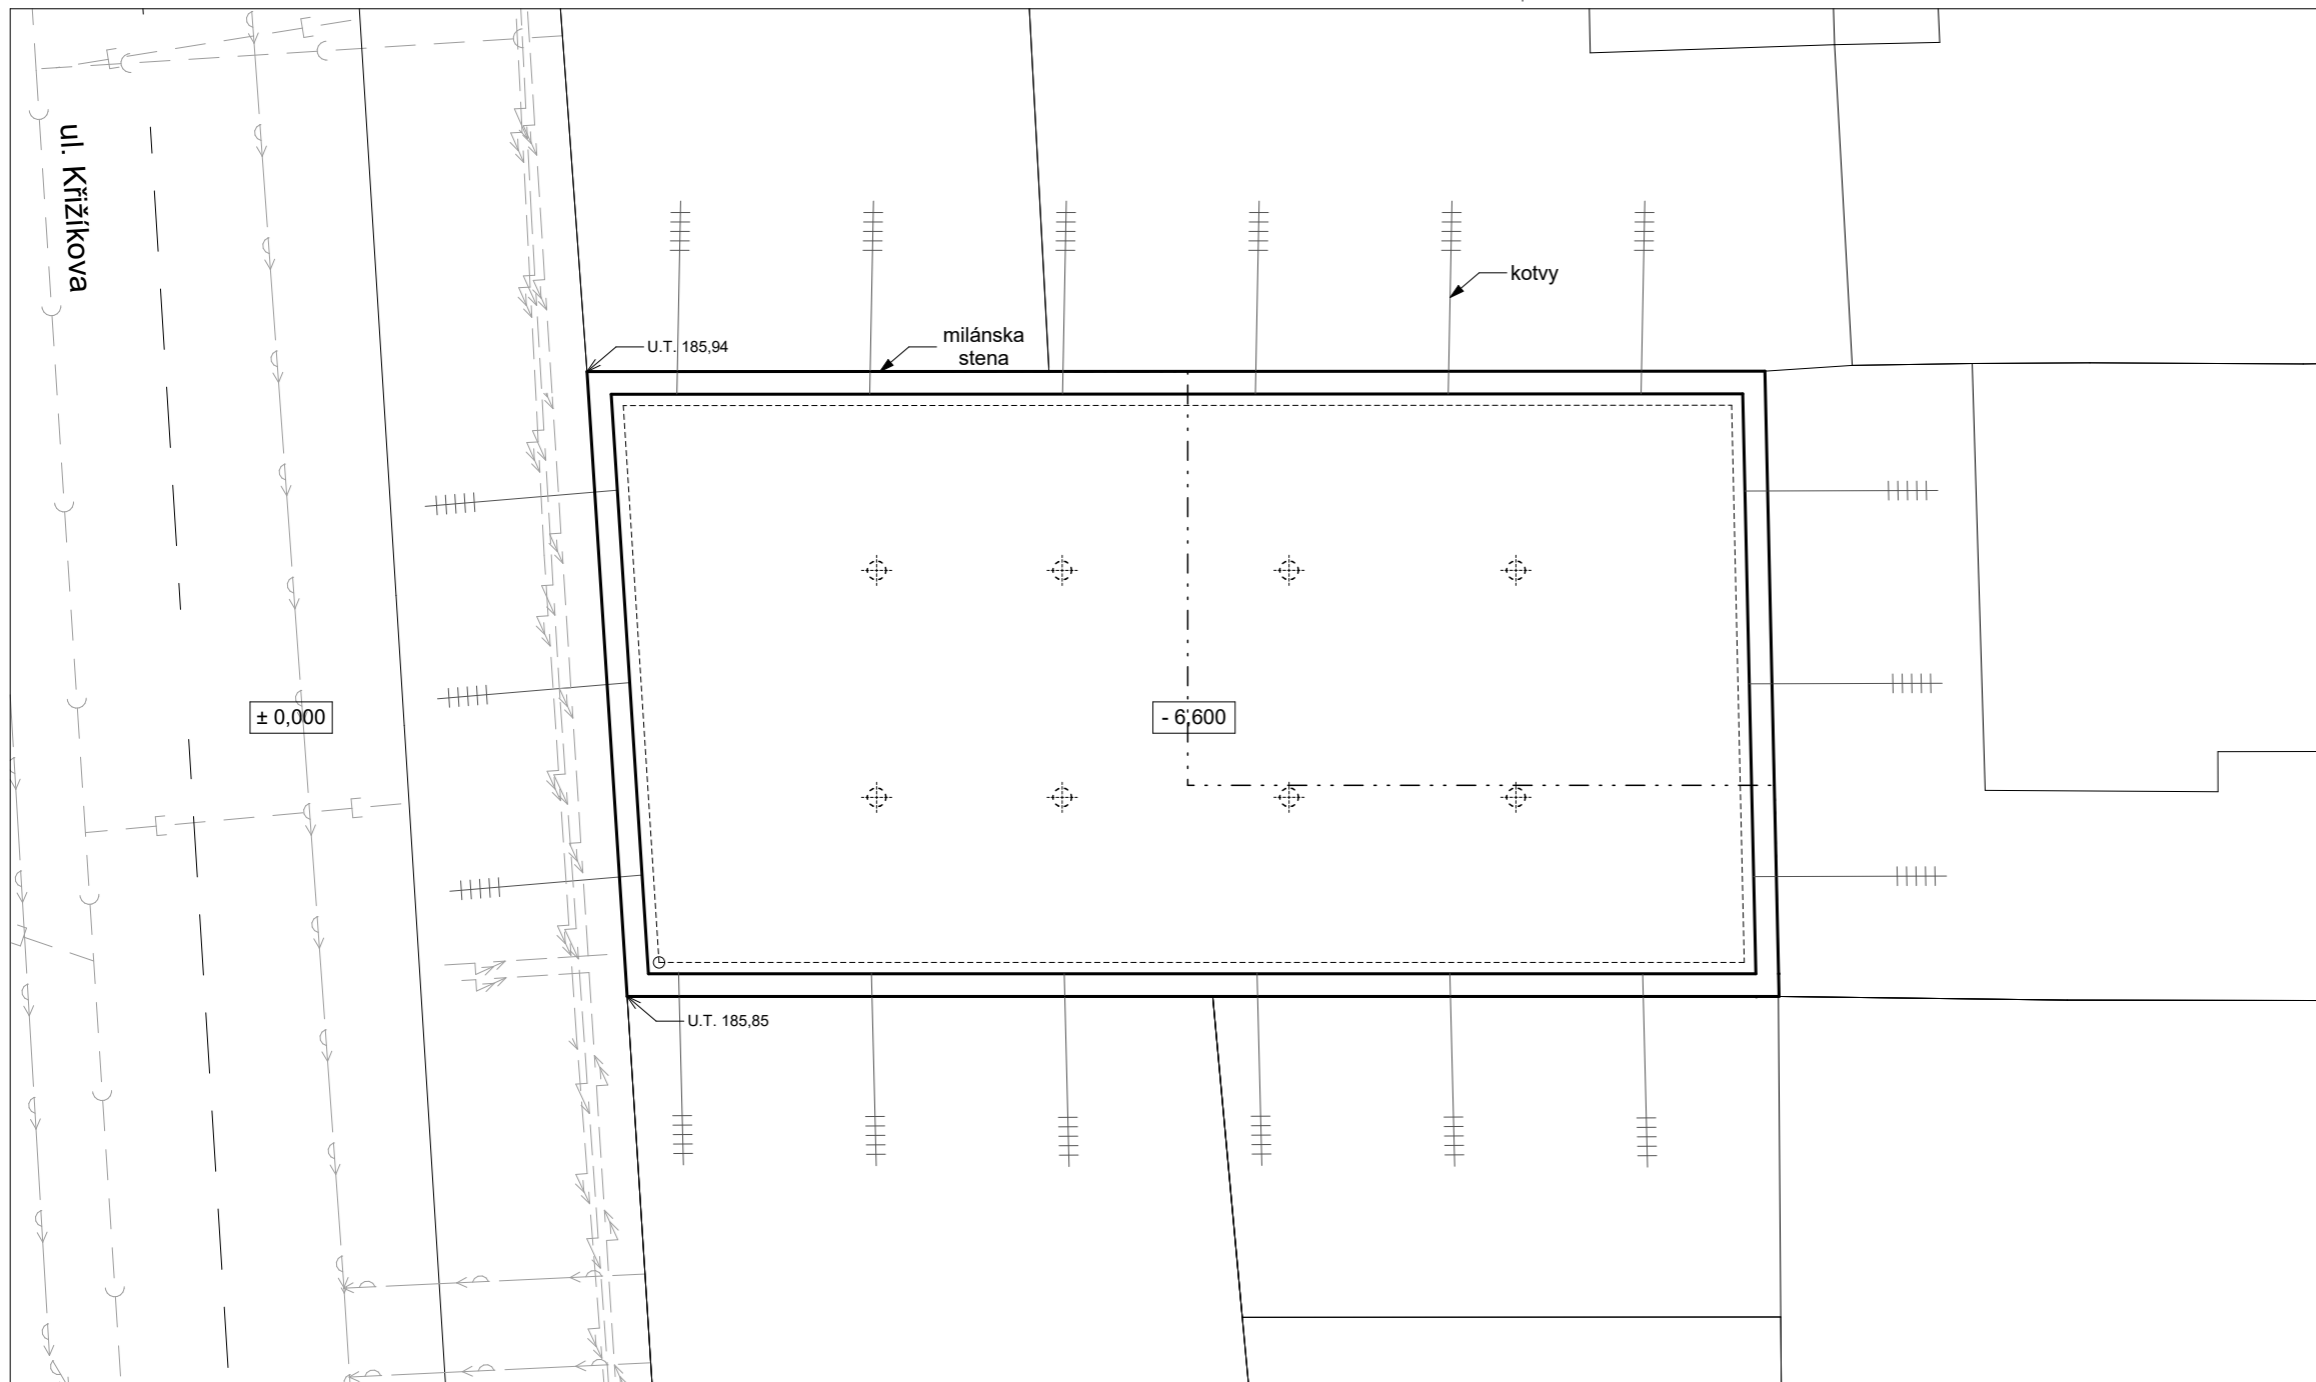 ul. Křižíkova
kotvy
milánska
stena
U.T. 185,94
± 0,000
- 6,600
U.T. 185,85